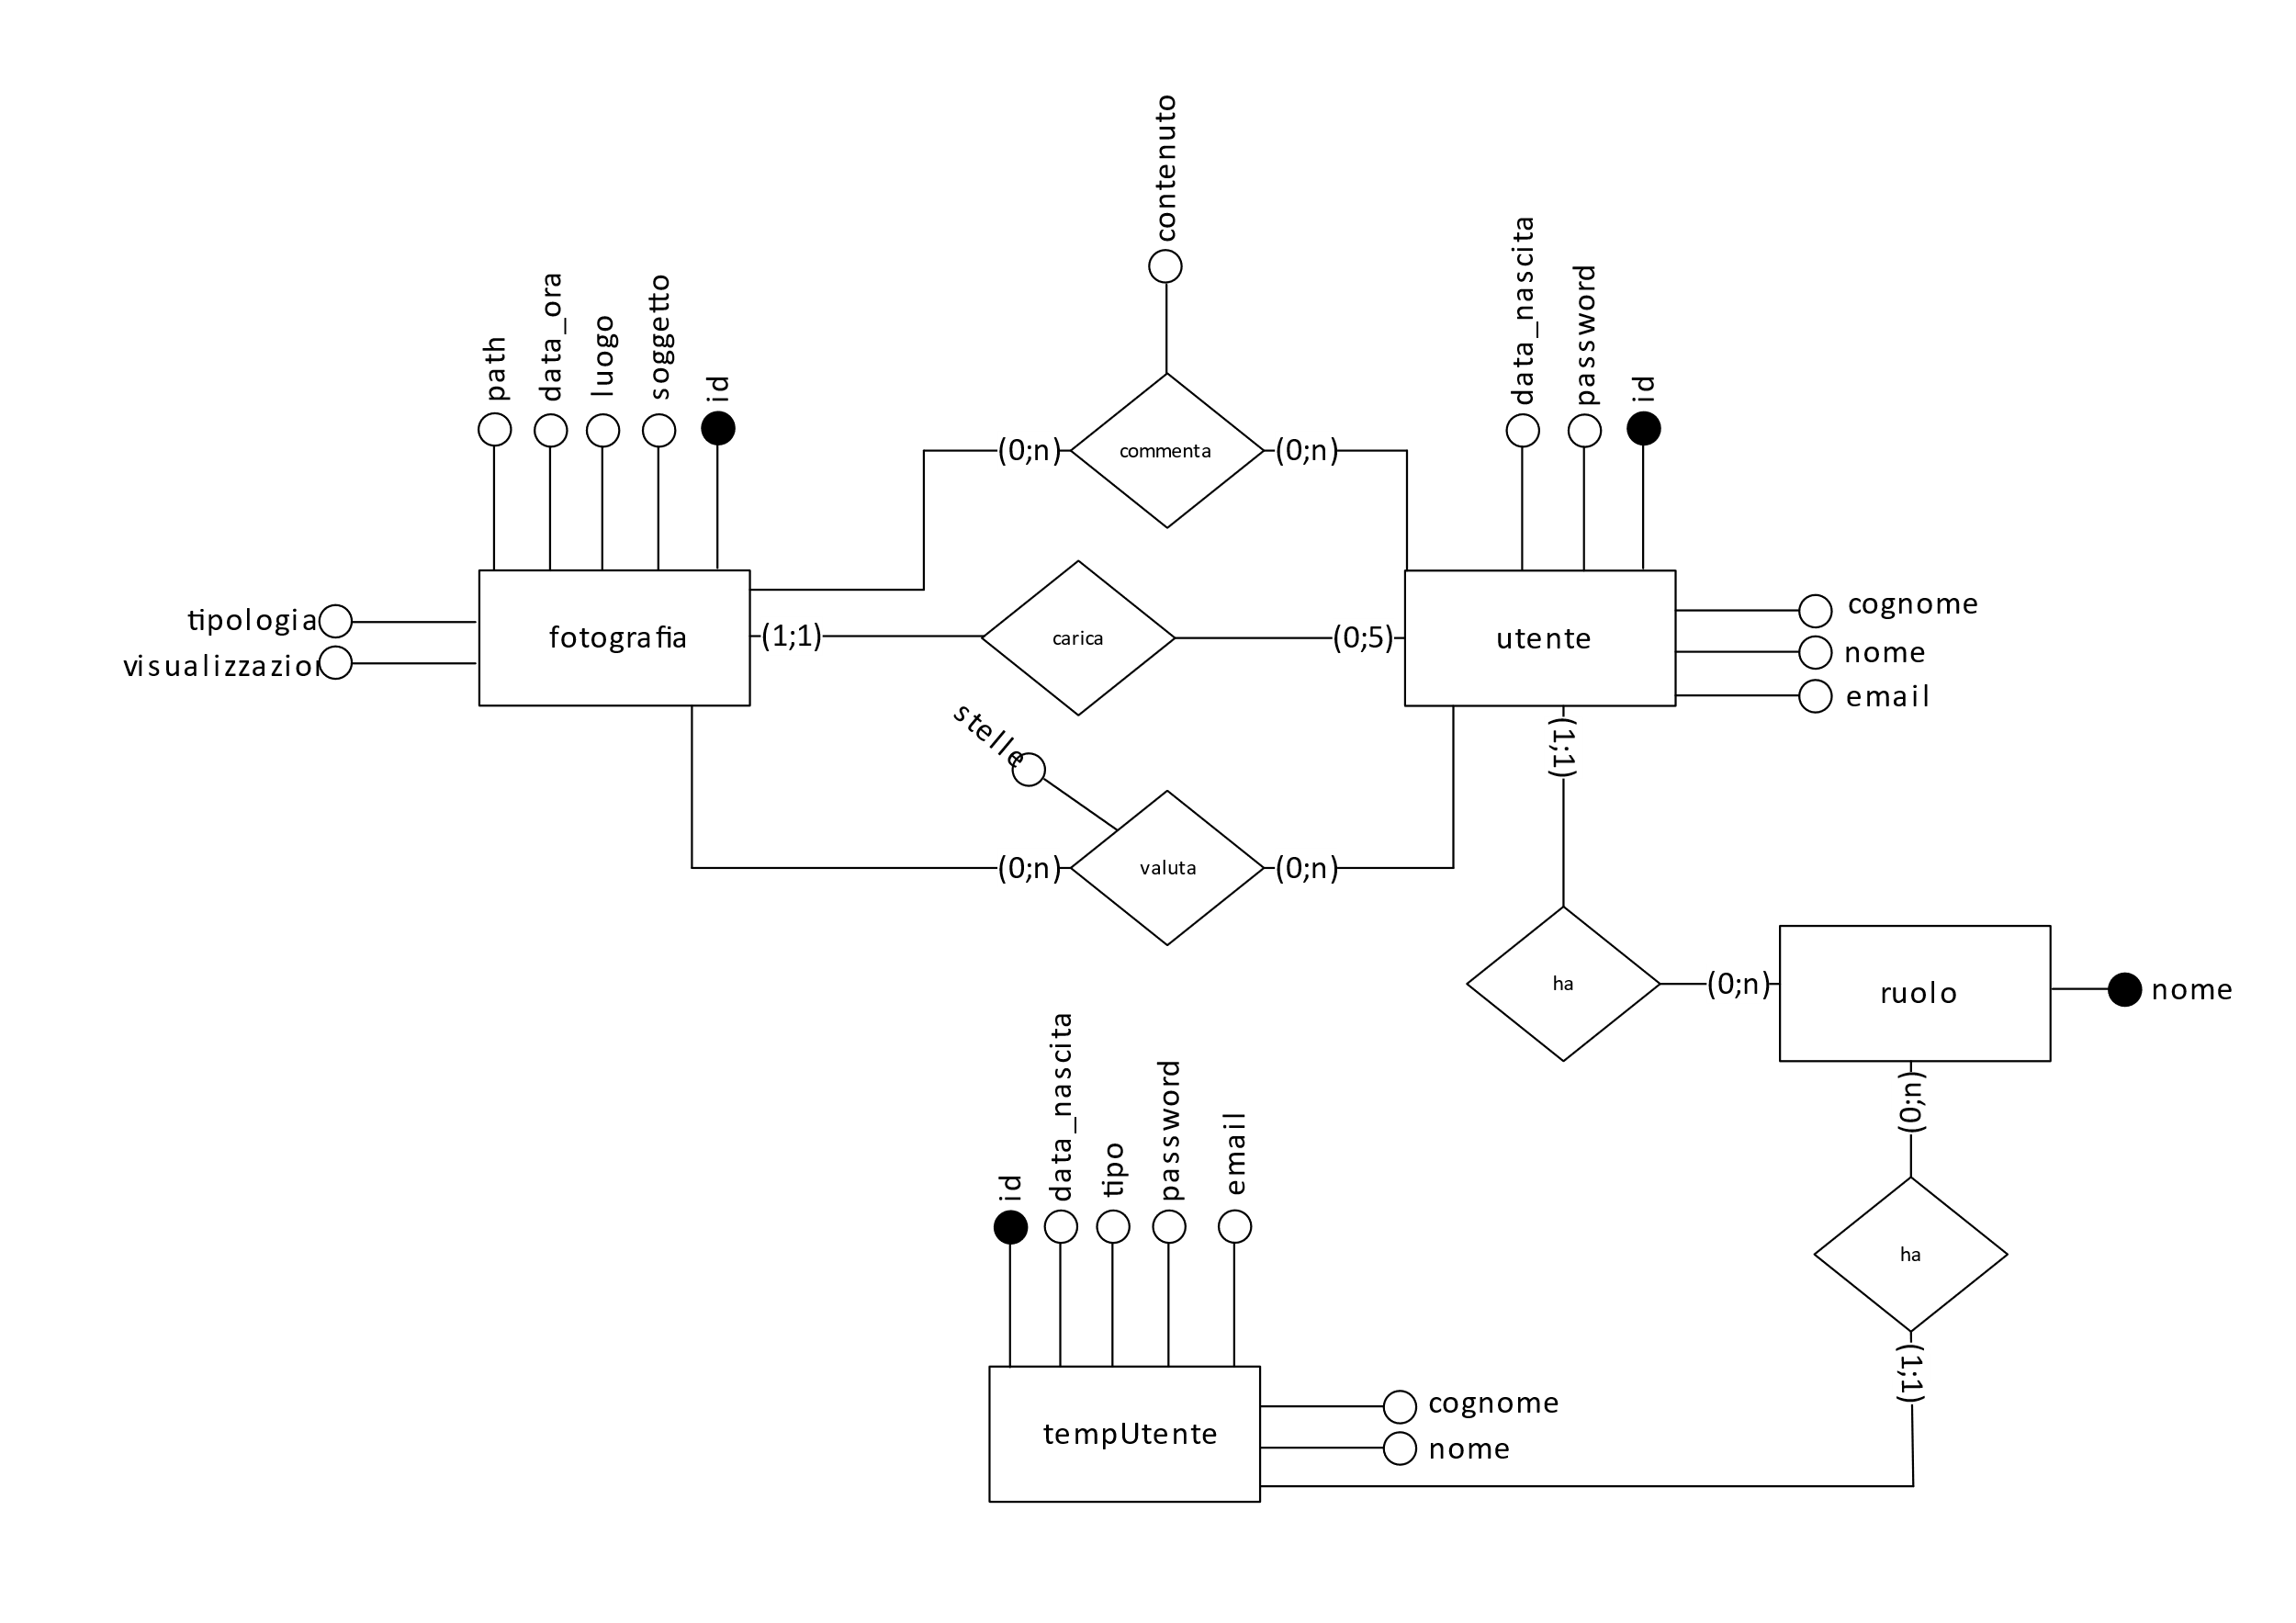 contenuto
path
data_ora
luogo
soggetto
id
data_nascita
password
id
(0;n)
commenta
(0;n)
tipologia
visualizzazion
fotografia
(1;1)
carica
(0;5)
utente
cognome
nome
email
stelle
(1;1)
(0;n)
valuta
(0;n)
ha
(0;n)
ruolo
nome
(0;n)
id
data_nascita
tipo
password
email
ha
(1;1)
tempUtente
cognome
nome